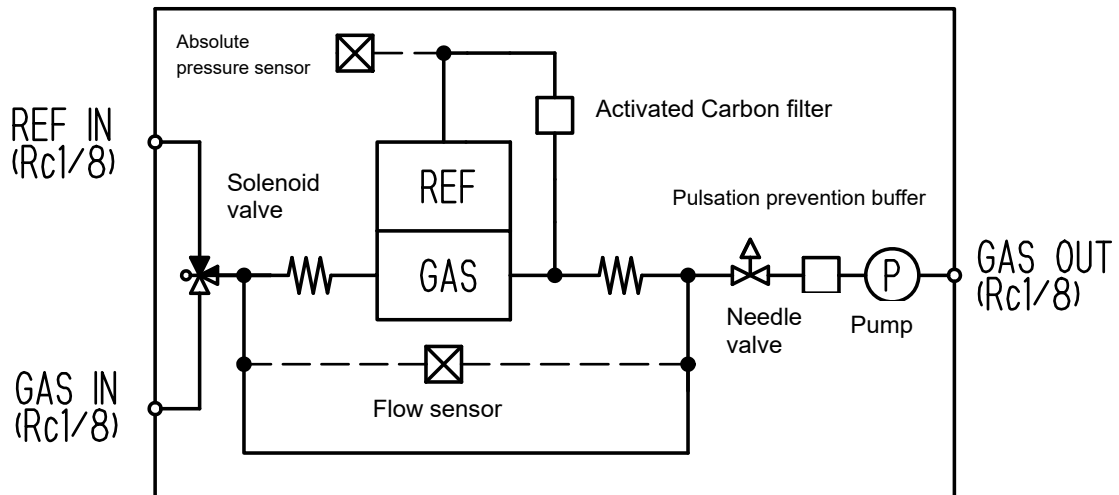 Absolute
pressure sensor
Activated Carbon filter
REF IN
(Rc1/8)
Solenoid
valve
REF
Pulsation prevention buffer
GAS
P
GAS OUT
(Rc1/8)
Needle
valve
Pump
GAS IN
(Rc1/8)
Flow sensor